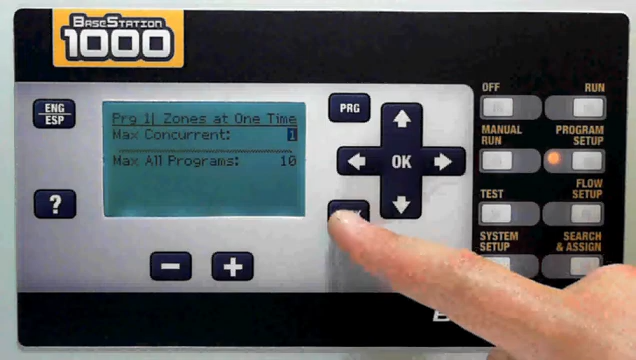 BASESTATION
1000
ENG
ESP
PRG
OK
?
Prg 1| Zones at One Time
Max Concurrent: 1
Max All Programs: 10
OFF
RUN
MANUAL
RUN
PROGRAM
SETUP
TEST
FLOW
SETUP
SYSTEM
SETUP
SEARCH
& ASSIGN